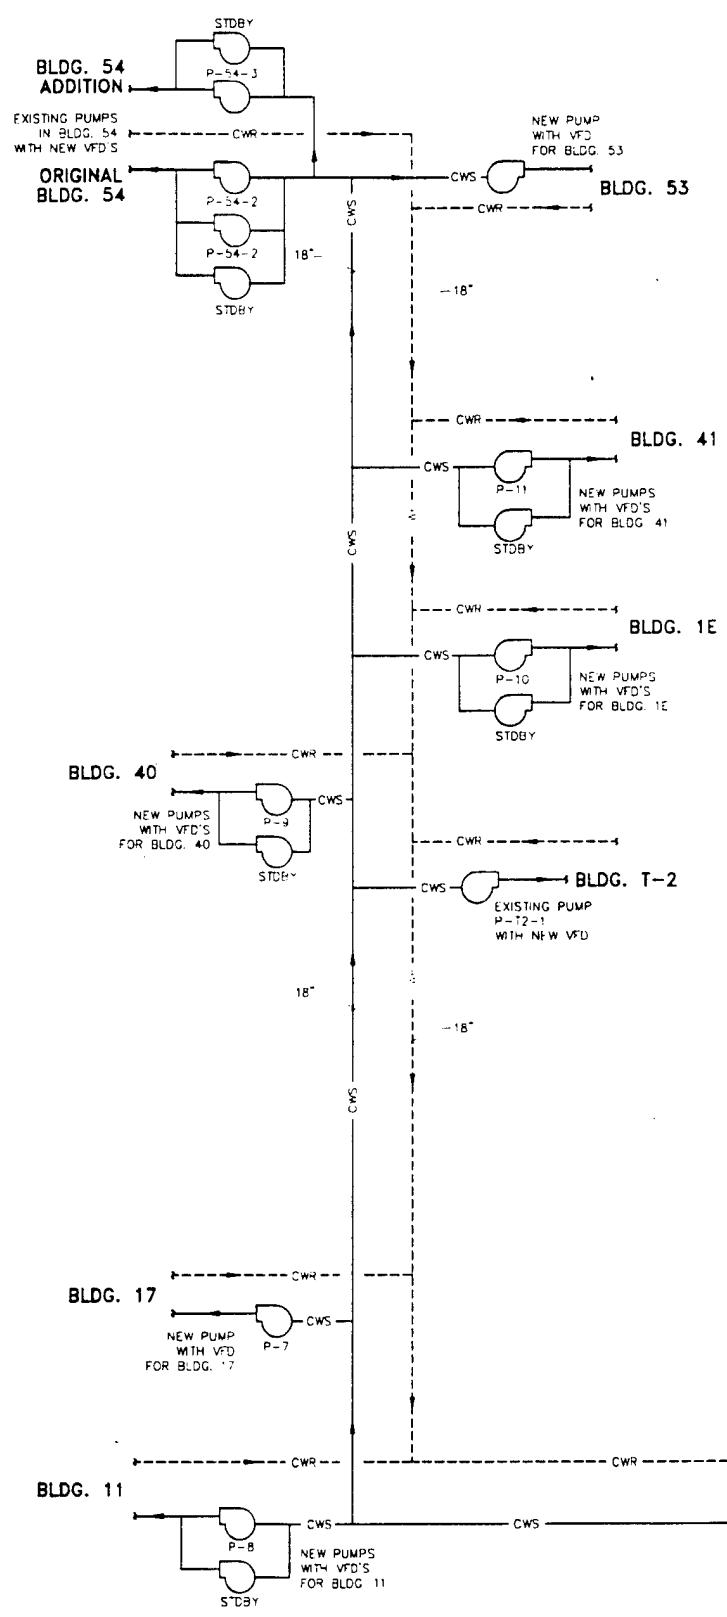 STDBY
BLDG. 54
ADDITION
P-54-3
EXISTING PUMPS
IN BLDG. 54
WITH NEW VFD'S
CWR
NEW PUMP
WITH VFD
FOR BLDG. 53
ORIGINAL
BLDG. 54
P-54-2
CWS
BLDG. 53
CWS
CWR
P-54-2
18"
STDBY
18"
CWR
BLDG. 41
CWS
P-11
NEW PUMPS
WITH VFD'S
FOR BLDG. 41
CWS
STDBY
CWR
BLDG. 1E
CWS
P-10
NEW PUMPS
WITH VFD'S
FOR BLDG. 1E
STDBY
CWR
BLDG. 40
CWS
NEW PUMPS
WITH VFD'S
FOR BLDG. 40
P-9
CWR
STDBY
CWS
BLDG. T-2
EXISTING PUMP
P-T2-1
WITH NEW VFD
18"
18"
CWS
CWR
BLDG. 17
CWS
NEW PUMP
WITH VFD
FOR BLDG. 17
P-7
CWR
CWR
BLDG. 11
CWS
CWS
P-8
NEW PUMPS
WITH VFD'S
FOR BLDG 11
STDBY